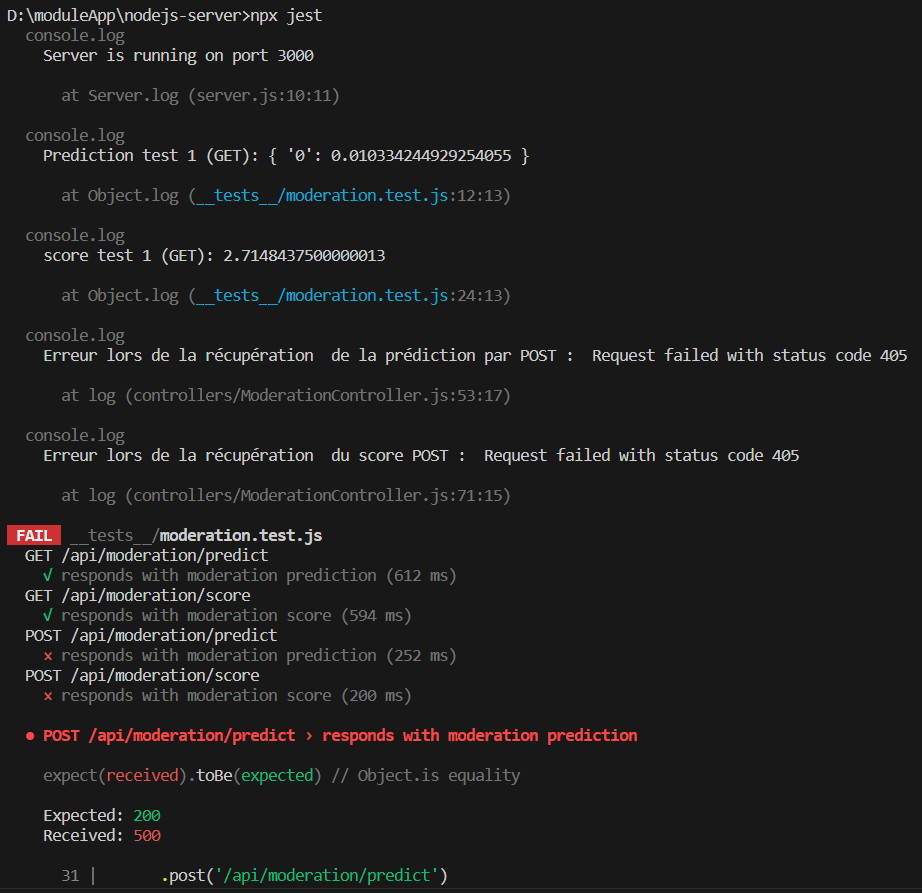 D:\moduleApp\nodejs-server>npx jest
console.log
Server is running on port 3000
at Server.log (server.js:10:11)
console.log
Prediction test 1 (GET): { '0': 0.010334244929254055 }
at Object.log (__tests__/moderation.test.js:12:13)
console.log
score test 1 (GET): 2.7148437500000013
at Object.log (__tests__/moderation.test.js:24:13)
console.log
Erreur lors de la récupération  de la prédiction par POST :  Request failed with status code 405
at log (controllers/ModerationController.js:53:17)
console.log
Erreur lors de la récupération  du score POST :  Request failed with status code 405
at log (controllers/ModerationController.js:71:15)
FAIL __tests__/moderation.test.js
GET /api/moderation/predict
√ responds with moderation prediction (612 ms)
GET /api/moderation/score
√ responds with moderation score (594 ms)
POST /api/moderation/predict
× responds with moderation prediction (252 ms)
POST /api/moderation/score
× responds with moderation score (200 ms)
● POST /api/moderation/predict › responds with moderation prediction
expect(received).toBe(expected) // Object.is equality
Expected: 200
Received: 500
31 |       .post('/api/moderation/predict')